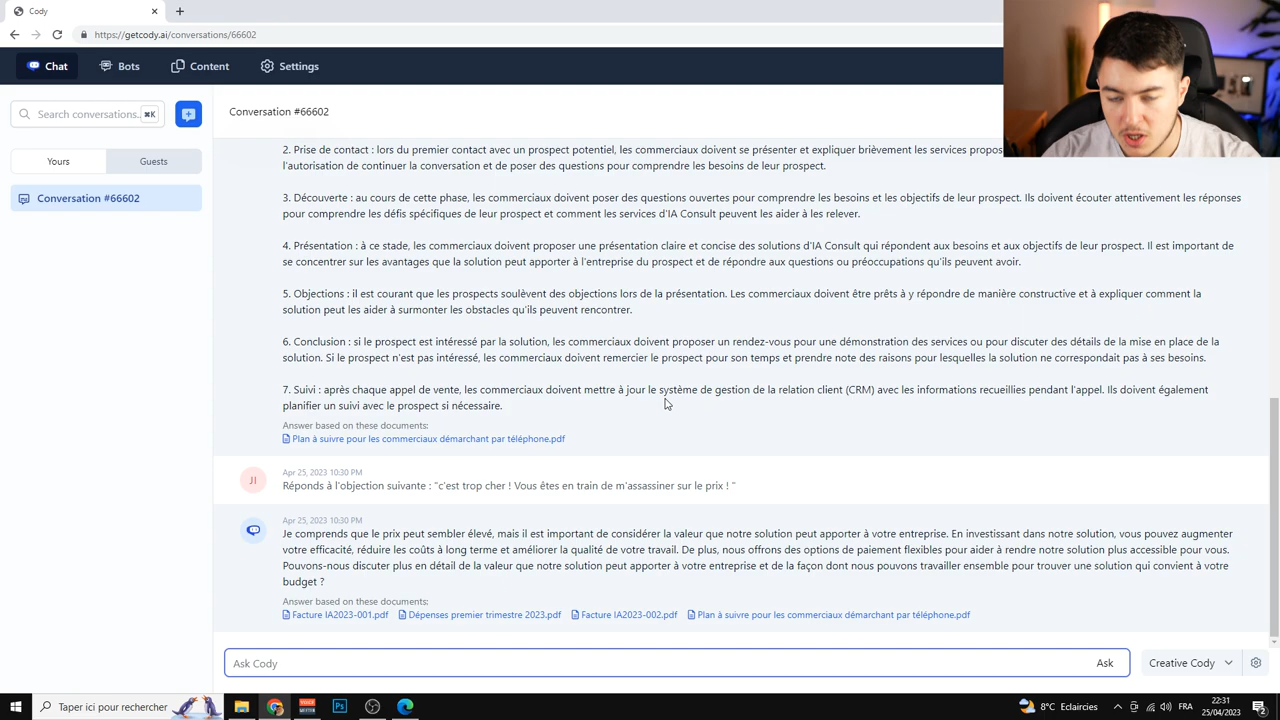 Cody
https://getcody.ai/conversations/66602
Chat
Bots
Content
Settings
Search conversations..
⌘K
Conversation #66602
Yours
Guests
Conversation #66602
2. Prise de contact : lors du premier contact avec un prospect potentiel, les commerciaux doivent se présenter et expliquer brièvement les services
l'autorisation de continuer la conversation et de poser des questions pour comprendre les besoins de leur prospect.
3. Découverte : au cours de cette phase, les commerciaux doivent poser des questions ouvertes pour comprendre les besoins et les objectifs de leur prospect. Ils doivent écouter attentivement les réponses
pour comprendre les défis spécifiques de leur prospect et comment les services d'IA Consult peuvent les aider à les relever.
4. Présentation : à ce stade, les commerciaux doivent proposer une présentation claire et concise des solutions d'IA Consult qui répondent aux besoins et aux objectifs de leur prospect. Il est important de
se concentrer sur les avantages que la solution peut apporter à l'entreprise du prospect et de répondre aux questions ou préoccupations qu'ils peuvent avoir.
5. Objections : il est courant que les prospects soulèvent des objections lors de la présentation. Les commerciaux doivent être prêts à y répondre de manière constructive et à expliquer comment la
solution peut les aider à surmonter les obstacles qu'ils peuvent rencontrer.
6. Conclusion : si le prospect est intéressé par la solution, les commerciaux doivent proposer un rendez-vous pour une démonstration des services ou pour discuter des détails de la mise en place de la
solution. Si le prospect n'est pas intéressé, les commerciaux doivent remercier le prospect pour son temps et prendre note des raisons pour lesquelles la solution ne correspondait pas à ses besoins.
7. Suivi : après chaque appel de vente, les commerciaux doivent mettre à jour le système de gestion de la relation client (CRM) avec les informations recueillies pendant l'appel. Ils doivent également
planifier un suivi avec le prospect si nécessaire.
Answer based on these documents:
Plan à suivre pour les commerciaux démarchant par téléphone.pdf
Apr 25, 2023 10:30 PM
JI
Réponds à l'objection suivante : "c'est trop cher ! Vous êtes en train de m'assassiner sur le prix ! "
Apr 25, 2023 10:30 PM
Je comprends que le prix peut sembler élevé, mais il est important de considérer la valeur que notre solution peut apporter à votre entreprise. En investissant dans notre solution, vous pouvez augmenter
votre efficacité, réduire les coûts à long terme et améliorer la qualité de votre travail. De plus, nous offrons des options de paiement flexibles pour aider à rendre notre solution plus accessible pour vous.
Pouvons-nous discuter plus en détail de la valeur que notre solution peut apporter à votre entreprise et de la façon dont nous pouvons travailler ensemble pour trouver une solution qui convient à votre
budget ?
Answer based on these documents:
Facture IA2023-001.pdf Dépenses premier trimestre 2023.pdf Facture IA2023-002.pdf Plan à suivre pour les commerciaux démarchant par téléphone.pdf
Ask Cody
Ask
Creative Cody
Taper ici pour rechercher
Ps
8°C Eclaircies
FRA
22:31
25/04/2023
2